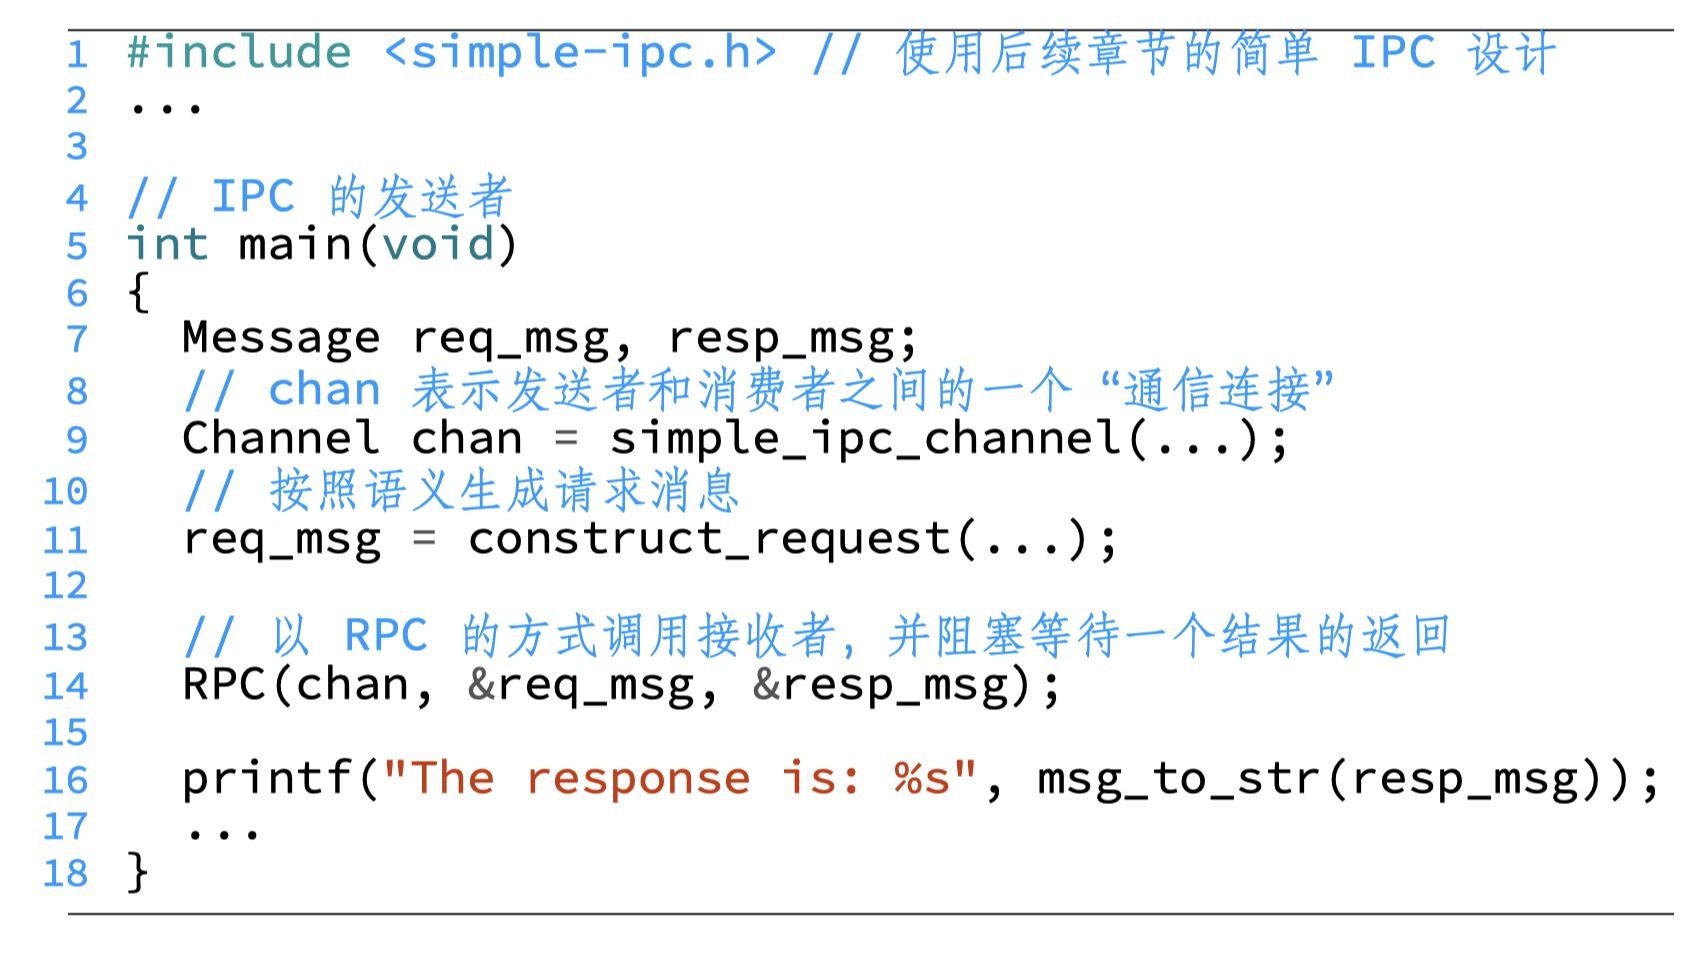 1 #include <simple-ipc.h> // 使用后续章节的简单 IPC 设计
2 ...
3
4 // IPC 的发送者
5 int main(void)
6 {
7 Message req_msg, resp_msg;
8 // chan 表示发送者和消费者之间的一个“通信连接”
9 Channel chan = simple_ipc_channel(...);
10 // 按照语义生成请求消息
11 req_msg = construct_request(...);
12
13 // 以 RPC 的方式调用接收者，并阻塞等待一个结果的返回
14 RPC(chan, &req_msg, &resp_msg);
15
16 printf("The response is: %s", msg_to_str(resp_msg));
17 ...
18 }